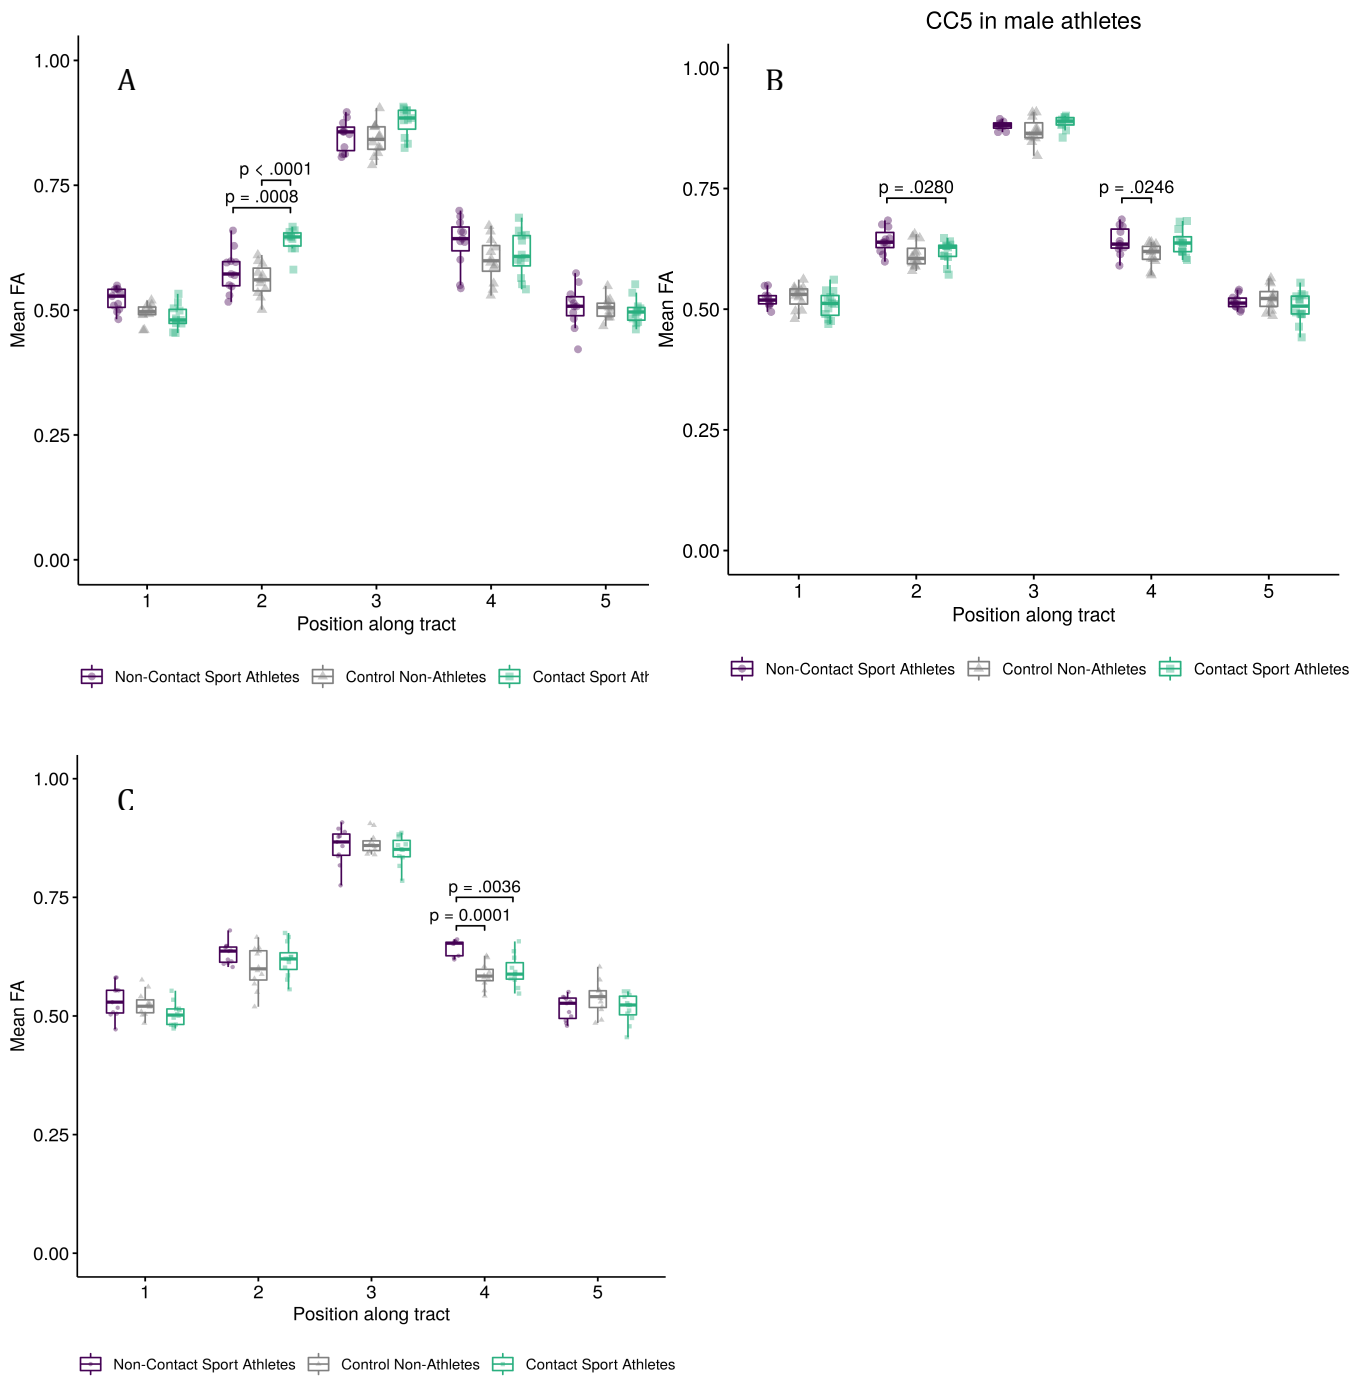 CC5 in male athletes
A
1.00
0.75
0.50
0.25
0.00
Mean FA
p < .0001
p = .0008
1 2 3 4 5
Position along tract
Non-Contact Sport Athletes Control Non-Athletes Contact Sport Ath
B
1.00
0.75
0.50
0.25
0.00
Mean FA
p = .0280
p = .0246
1 2 3 4 5
Position along tract
Non-Contact Sport Athletes Control Non-Athletes Contact Sport Athletes
C
1.00
0.75
0.50
0.25
0.00
Mean FA
p = .0036
p = 0.0001
1 2 3 4 5
Position along tract
Non-Contact Sport Athletes Control Non-Athletes Contact Sport Athletes